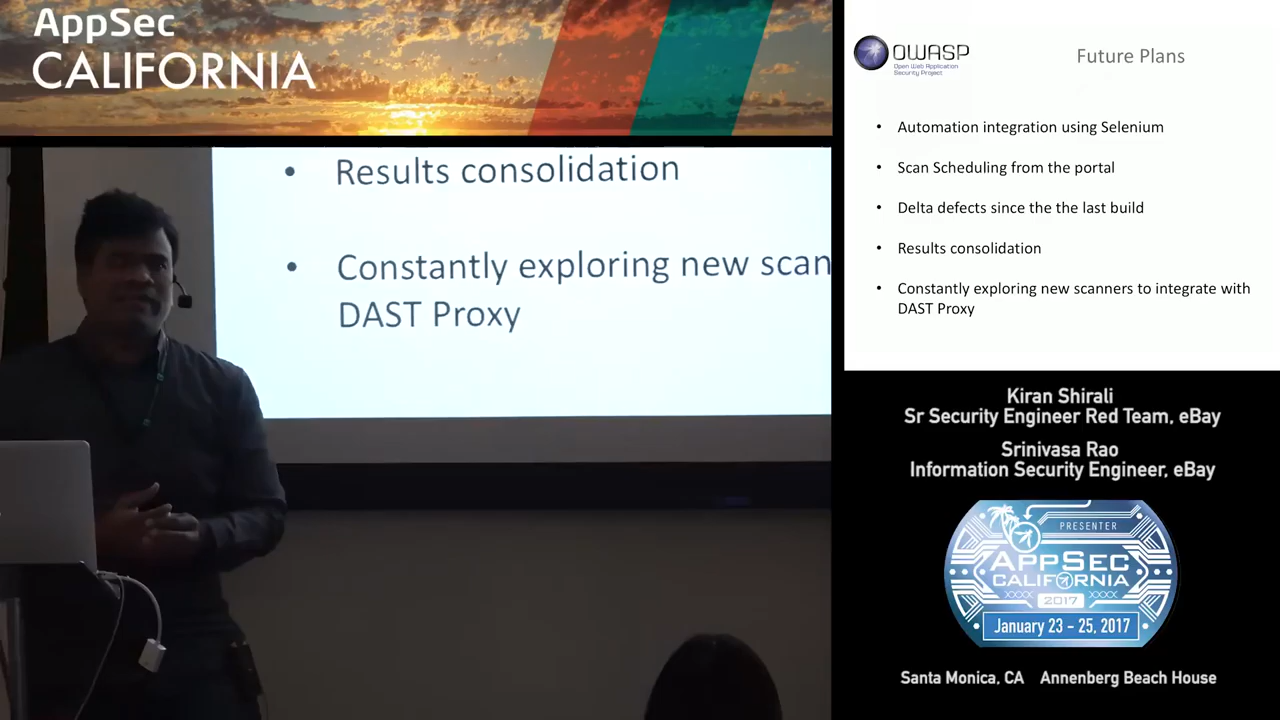 AppSec
CALIFORNIA
• Results consolidation
• Constantly exploring new scan
DAST Proxy
OWASP
Open Web Application
Security Project
Future Plans
• Automation integration using Selenium
• Scan Scheduling from the portal
• Delta defects since the the last build
• Results consolidation
• Constantly exploring new scanners to integrate with
DAST Proxy
Kiran Shirali
Sr Security Engineer Red Team, eBay
Srinivasa Rao
Information Security Engineer, eBay
PRESENTER
APPSEC
CALIFORNIA
2017
January 23 - 25, 2017
Santa Monica, CA Annenberg Beach House